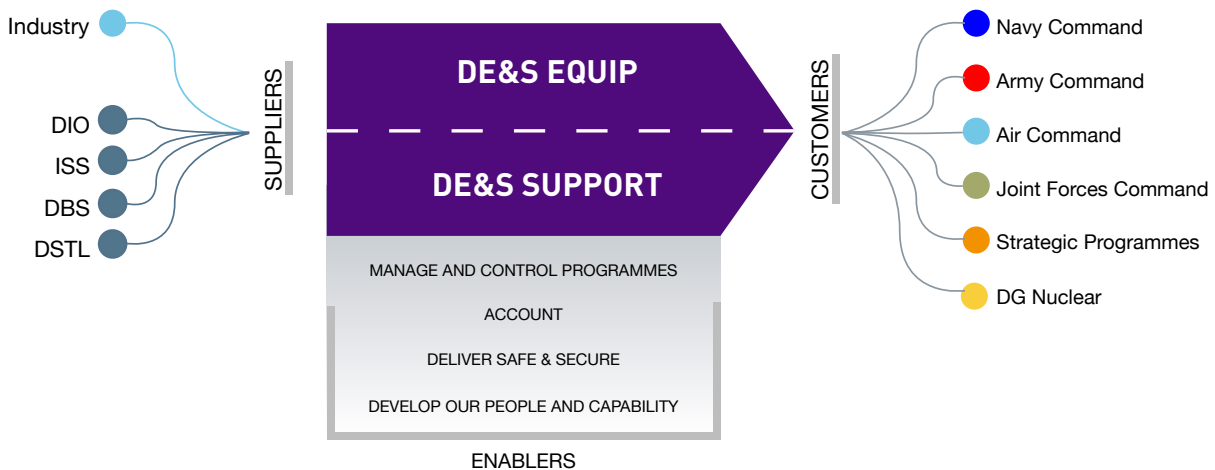 Industry
DIO
ISS
DBS
DSTL
SUPPLIERS
DE&S EQUIP
DE&S SUPPORT
MANAGE AND CONTROL PROGRAMMES
ACCOUNT
DELIVER SAFE & SECURE
DEVELOP OUR PEOPLE AND CAPABILITY
ENABLERS
CUSTOMERS
Navy Command
Army Command
Air Command
Joint Forces Command
Strategic Programmes
DG Nuclear